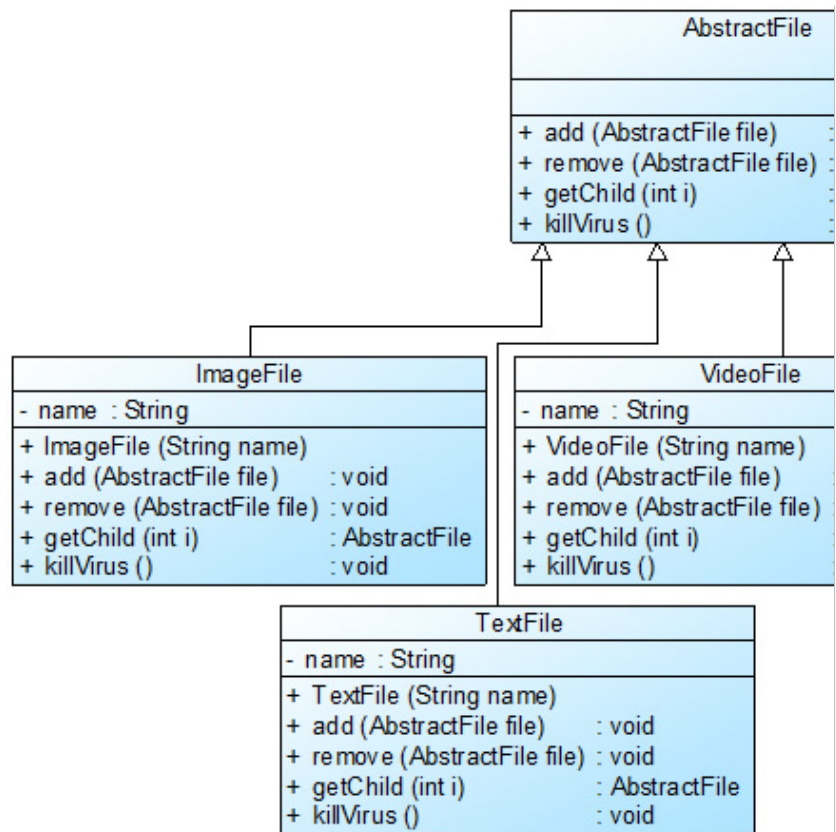 AbstractFile
+ add (AbstractFile file) :
+ remove (AbstractFile file) :
+ getChild (int i) :
+ killVirus () :
ImageFile
- name : String
+ ImageFile (String name)
+ add (AbstractFile file) : void
+ remove (AbstractFile file) : void
+ getChild (int i) : AbstractFile
+ killVirus () : void
VideoFile
- name : String
+ VideoFile (String name)
+ add (AbstractFile file) :
+ remove (AbstractFile file) :
+ getChild (int i) :
+ killVirus () :
TextFile
- name : String
+ TextFile (String name)
+ add (AbstractFile file) : void
+ remove (AbstractFile file) : void
+ getChild (int i) : AbstractFile
+ killVirus () : void